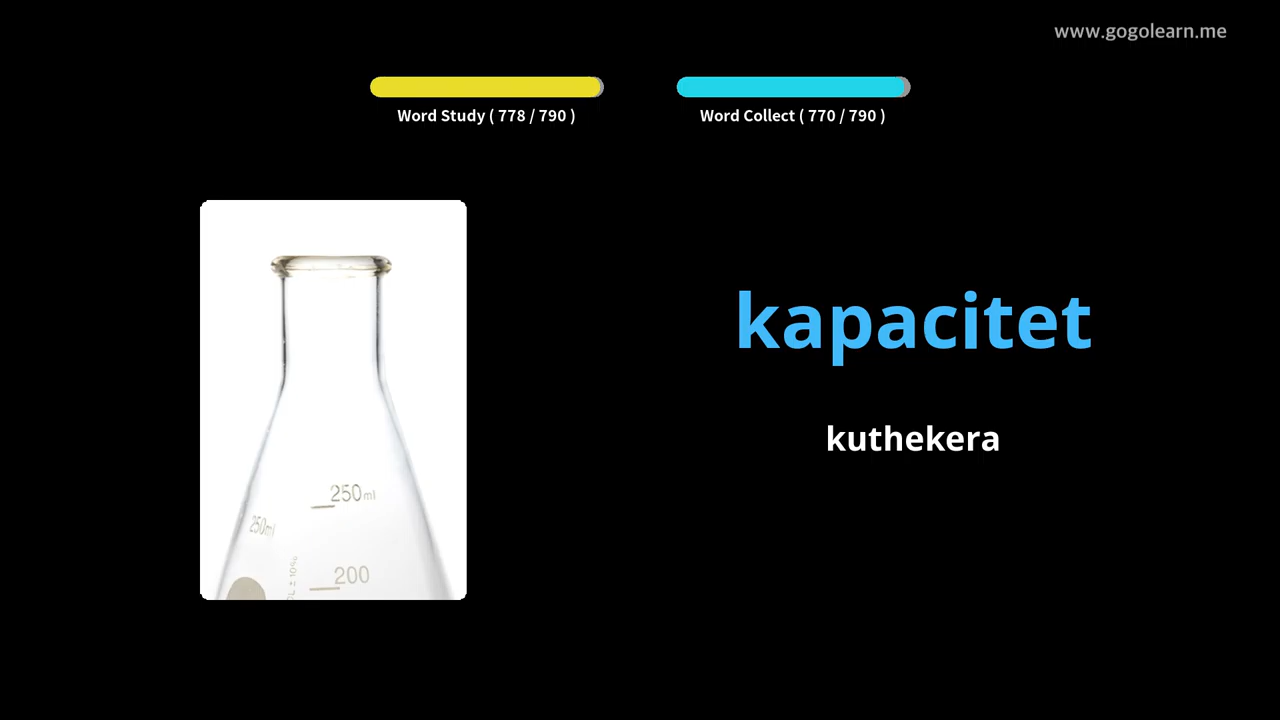 www.gogolearn.me
Word Study ( 778 / 790 )
Word Collect ( 770 / 790 )
kapacitet
kuthekera
250ml
250ml
200